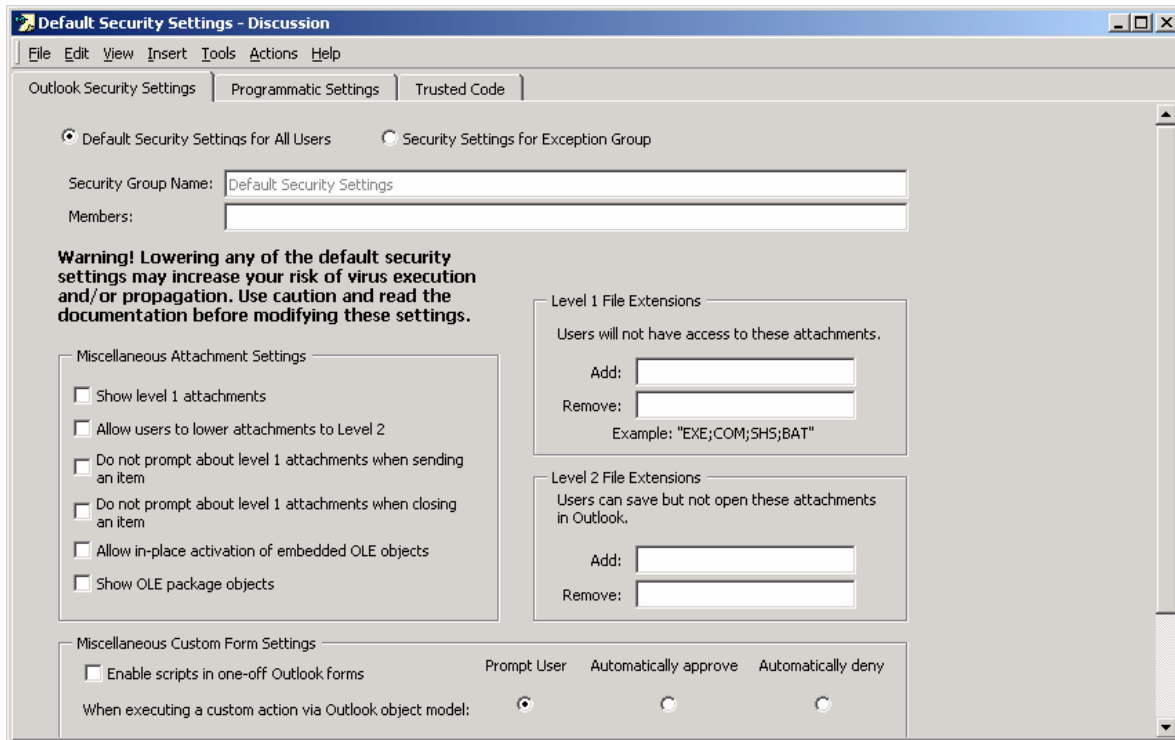 Default Security Settings - Discussion
File Edit View Insert Tools Actions Help
Outlook Security Settings Programmatic Settings Trusted Code
Default Security Settings for All Users Security Settings for Exception Group
Security Group Name: Default Security Settings
Members:
Warning! Lowering any of the default security
settings may increase your risk of virus execution
and/or propagation. Use caution and read the
documentation before modifying these settings.
Miscellaneous Attachment Settings
Show level 1 attachments
Allow users to lower attachments to Level 2
Do not prompt about level 1 attachments when sending
an item
Do not prompt about level 1 attachments when closing
an item
Allow in-place activation of embedded OLE objects
Show OLE package objects
Level 1 File Extensions
Users will not have access to these attachments.
Add:
Remove:
Example: "EXE;COM;SHS;BAT"
Level 2 File Extensions
Users can save but not open these attachments
in Outlook.
Add:
Remove:
Miscellaneous Custom Form Settings
Enable scripts in one-off Outlook forms
Prompt User Automatically approve Automatically deny
When executing a custom action via Outlook object model: